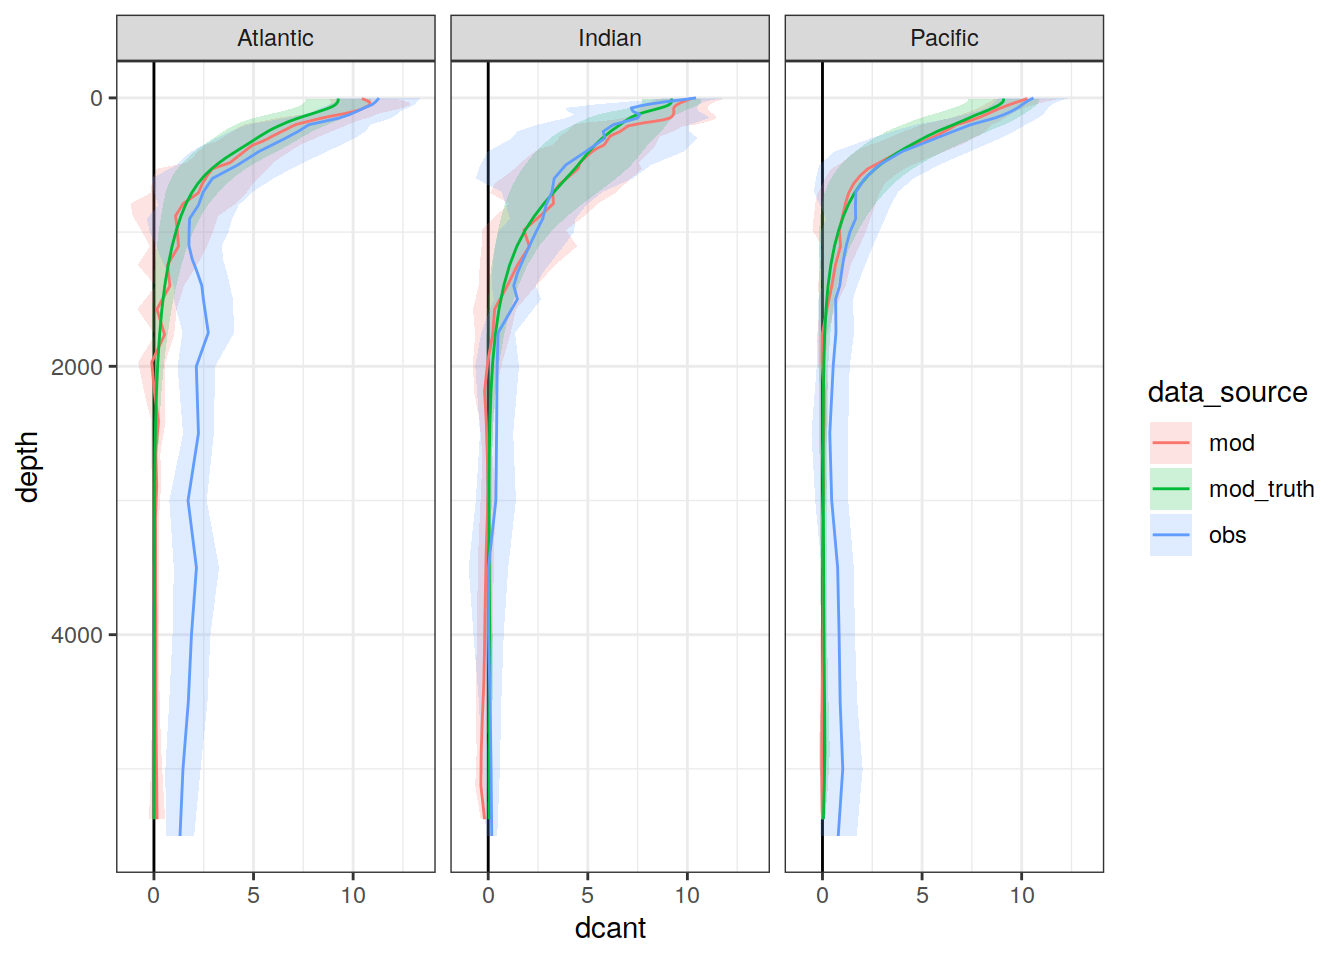 Atlantic
Indian
Pacific
0
2000
4000
depth
0 5 10
0 5 10
0 5 10
dcant
data_source
mod
mod_truth
obs